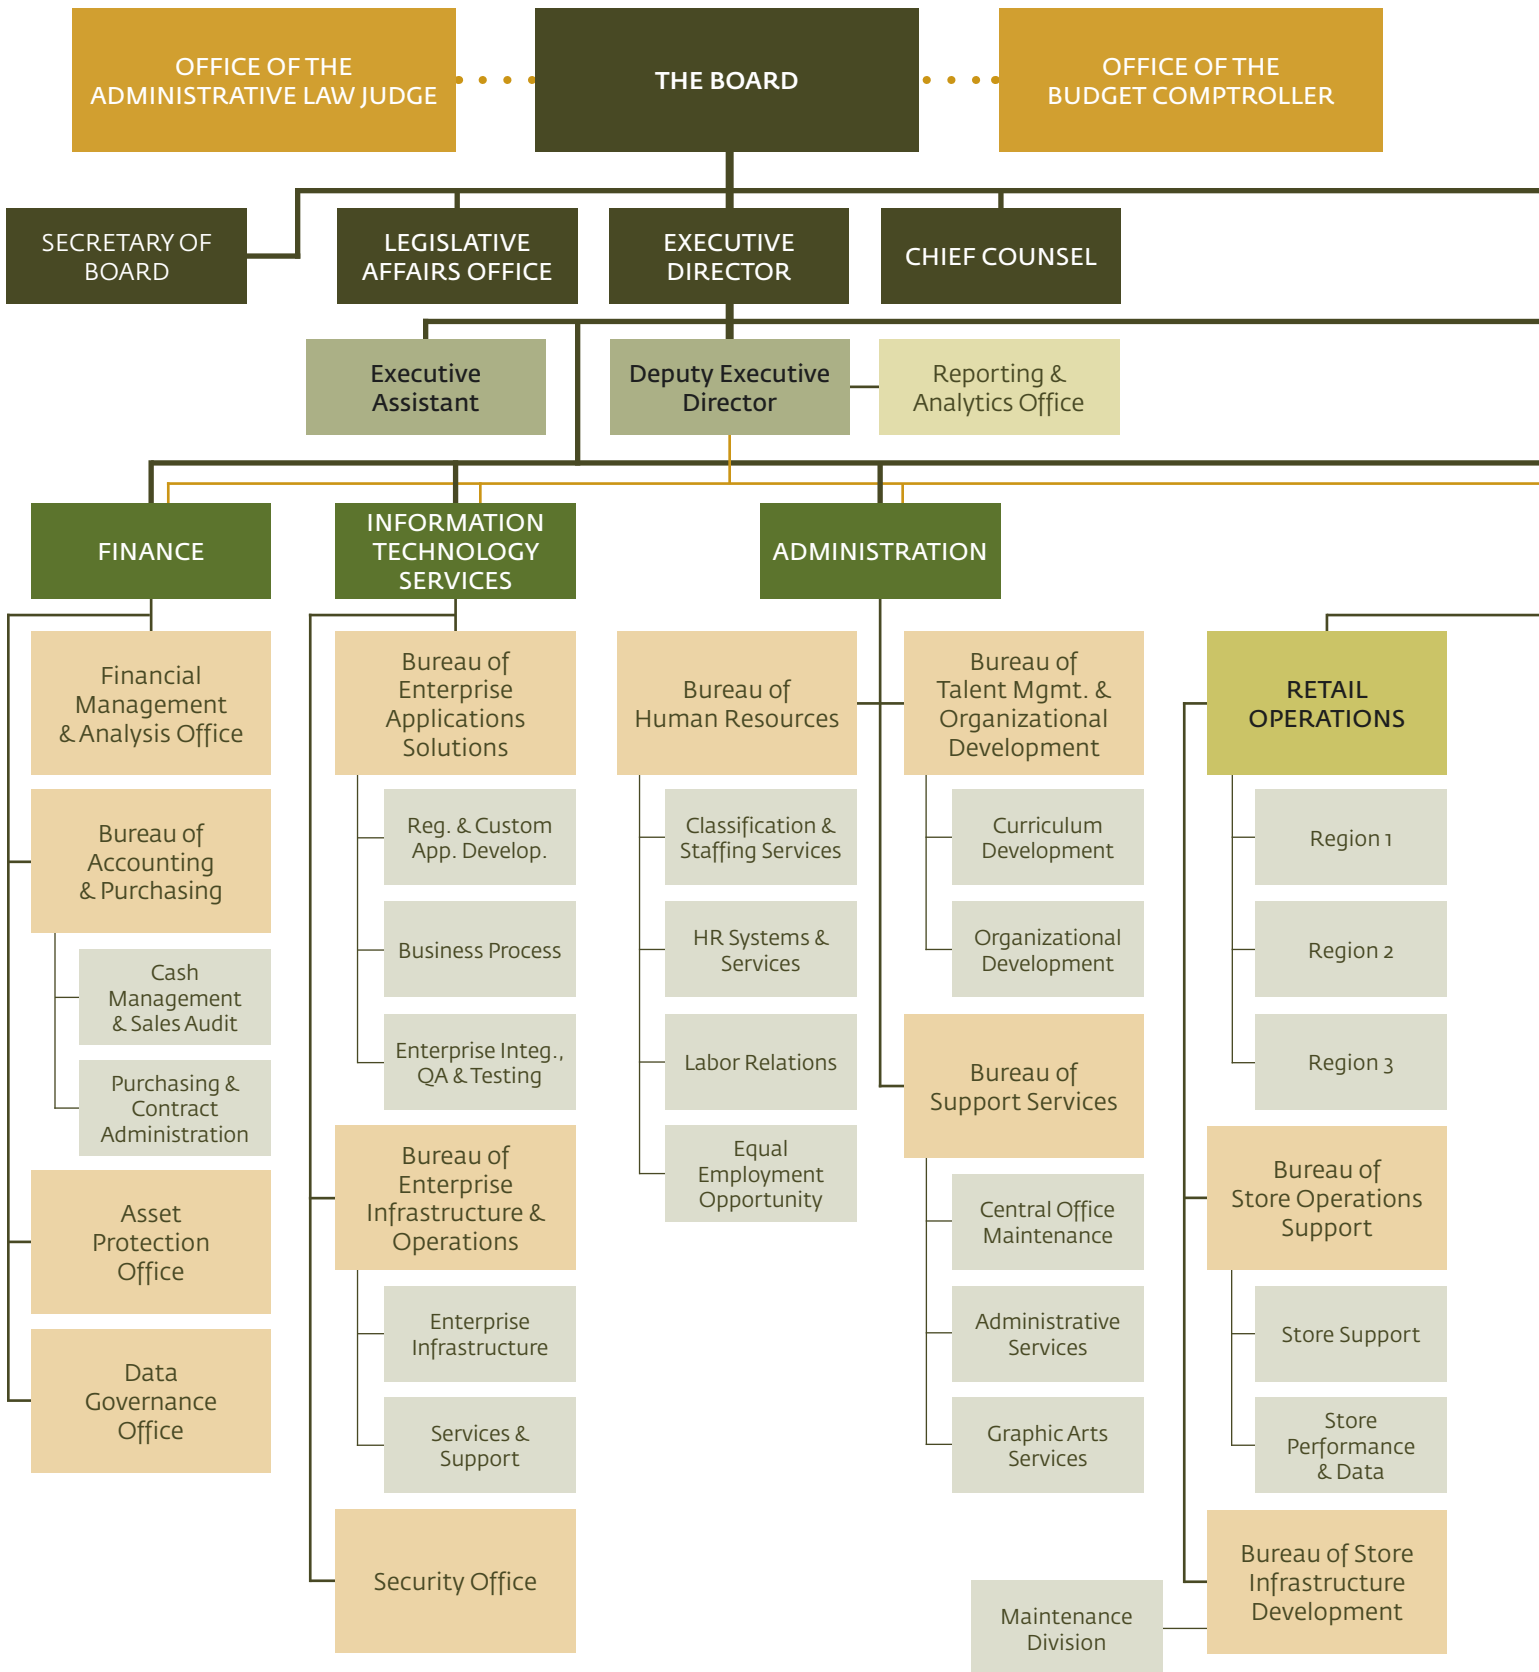 OFFICE OF THE
ADMINISTRATIVE LAW JUDGE
THE BOARD
OFFICE OF THE
BUDGET COMPTROLLER
SECRETARY OF
BOARD
LEGISLATIVE
AFFAIRS OFFICE
EXECUTIVE
DIRECTOR
CHIEF COUNSEL
Executive
Assistant
Deputy Executive
Director
Reporting &
Analytics Office
FINANCE
INFORMATION
TECHNOLOGY
SERVICES
ADMINISTRATION
Financial
Management
& Analysis Office
Bureau of
Accounting
& Purchasing
Cash
Management
& Sales Audit
Purchasing &
Contract
Administration
Asset
Protection
Office
Data
Governance
Office
Bureau of
Enterprise
Applications
Solutions
Reg. & Custom
App. Develop.
Business Process
Enterprise Integ.,
QA & Testing
Bureau of
Enterprise
Infrastructure &
Operations
Enterprise
Infrastructure
Services &
Support
Security Office
Bureau of
Human Resources
Classification &
Staffing Services
HR Systems &
Services
Labor Relations
Equal
Employment
Opportunity
Bureau of
Talent Mgmt. &
Organizational
Development
Curriculum
Development
Organizational
Development
Bureau of
Support Services
Central Office
Maintenance
Administrative
Services
Graphic Arts
Services
RETAIL
OPERATIONS
Region 1
Region 2
Region 3
Bureau of
Store Operations
Support
Store Support
Store
Performance
& Data
Bureau of Store
Infrastructure
Development
Maintenance
Division